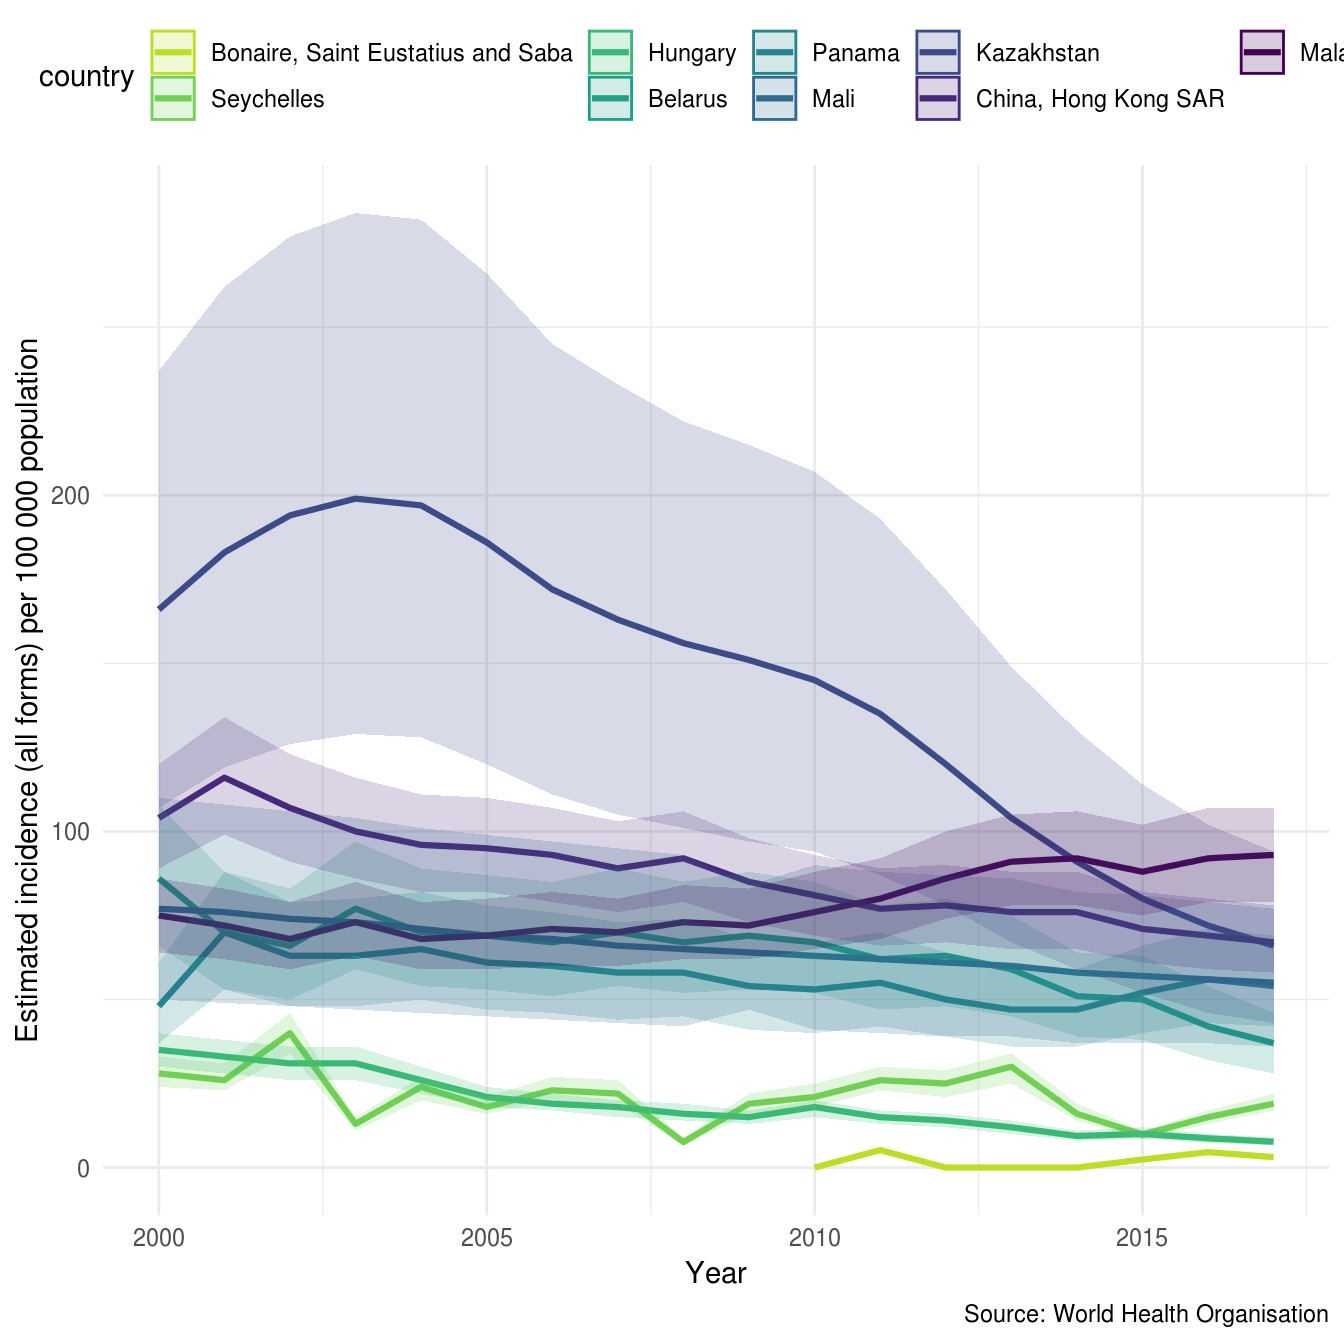 country
Bonaire, Saint Eustatius and Saba
Hungary
Panama
Kazakhstan
Seychelles
Belarus
Mali
China, Hong Kong SAR
Estimated incidence (all forms) per 100 000 population
200
100
0
2000
2005
2010
2015
Year
Source: World Health Organisation